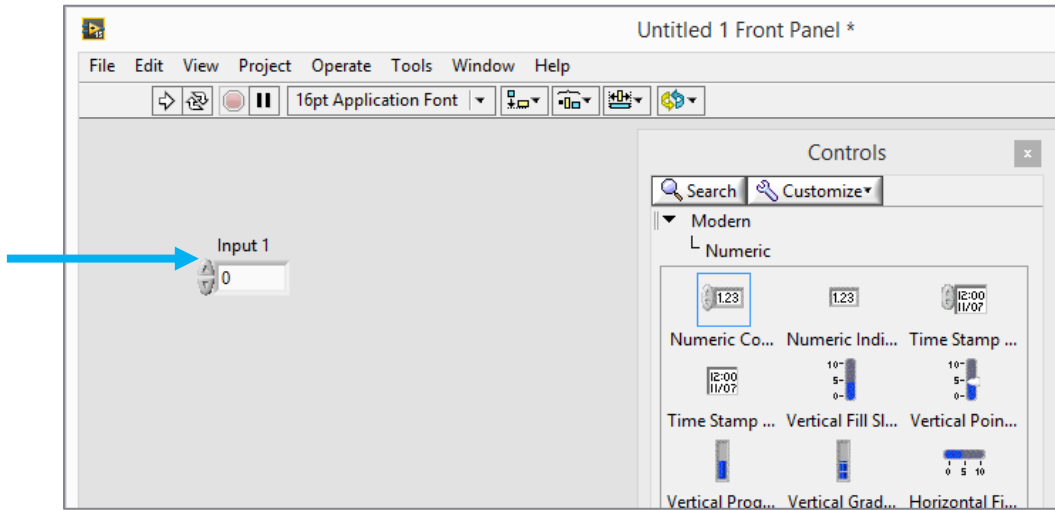 Untitled 1 Front Panel *
File Edit View Project Operate Tools Window Help
16pt Application Font
Controls
x
Search Customize
Modern
Numeric
Input 1
0
1.23 1.23 12:00 11/07
Numeric Co... Numeric Indi... Time Stamp ...
12:00 11/07 10- 5- 0- 10- 5- 0-
Time Stamp ... Vertical Fill Sl... Vertical Poin...
0 5 10
Vertical Prog... Vertical Grad... Horizontal Fi...